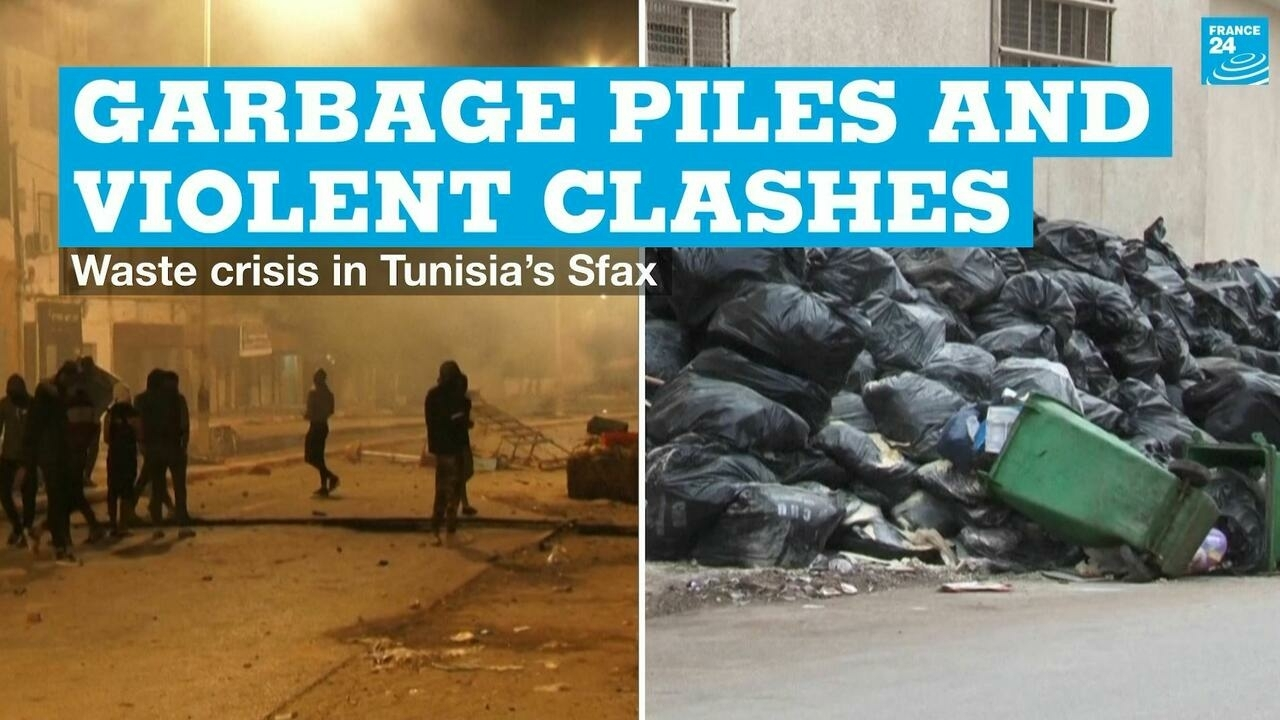 FRANCE
24
GARBAGE PILES AND
VIOLENT CLASHES
Waste crisis in Tunisia’s Sfax